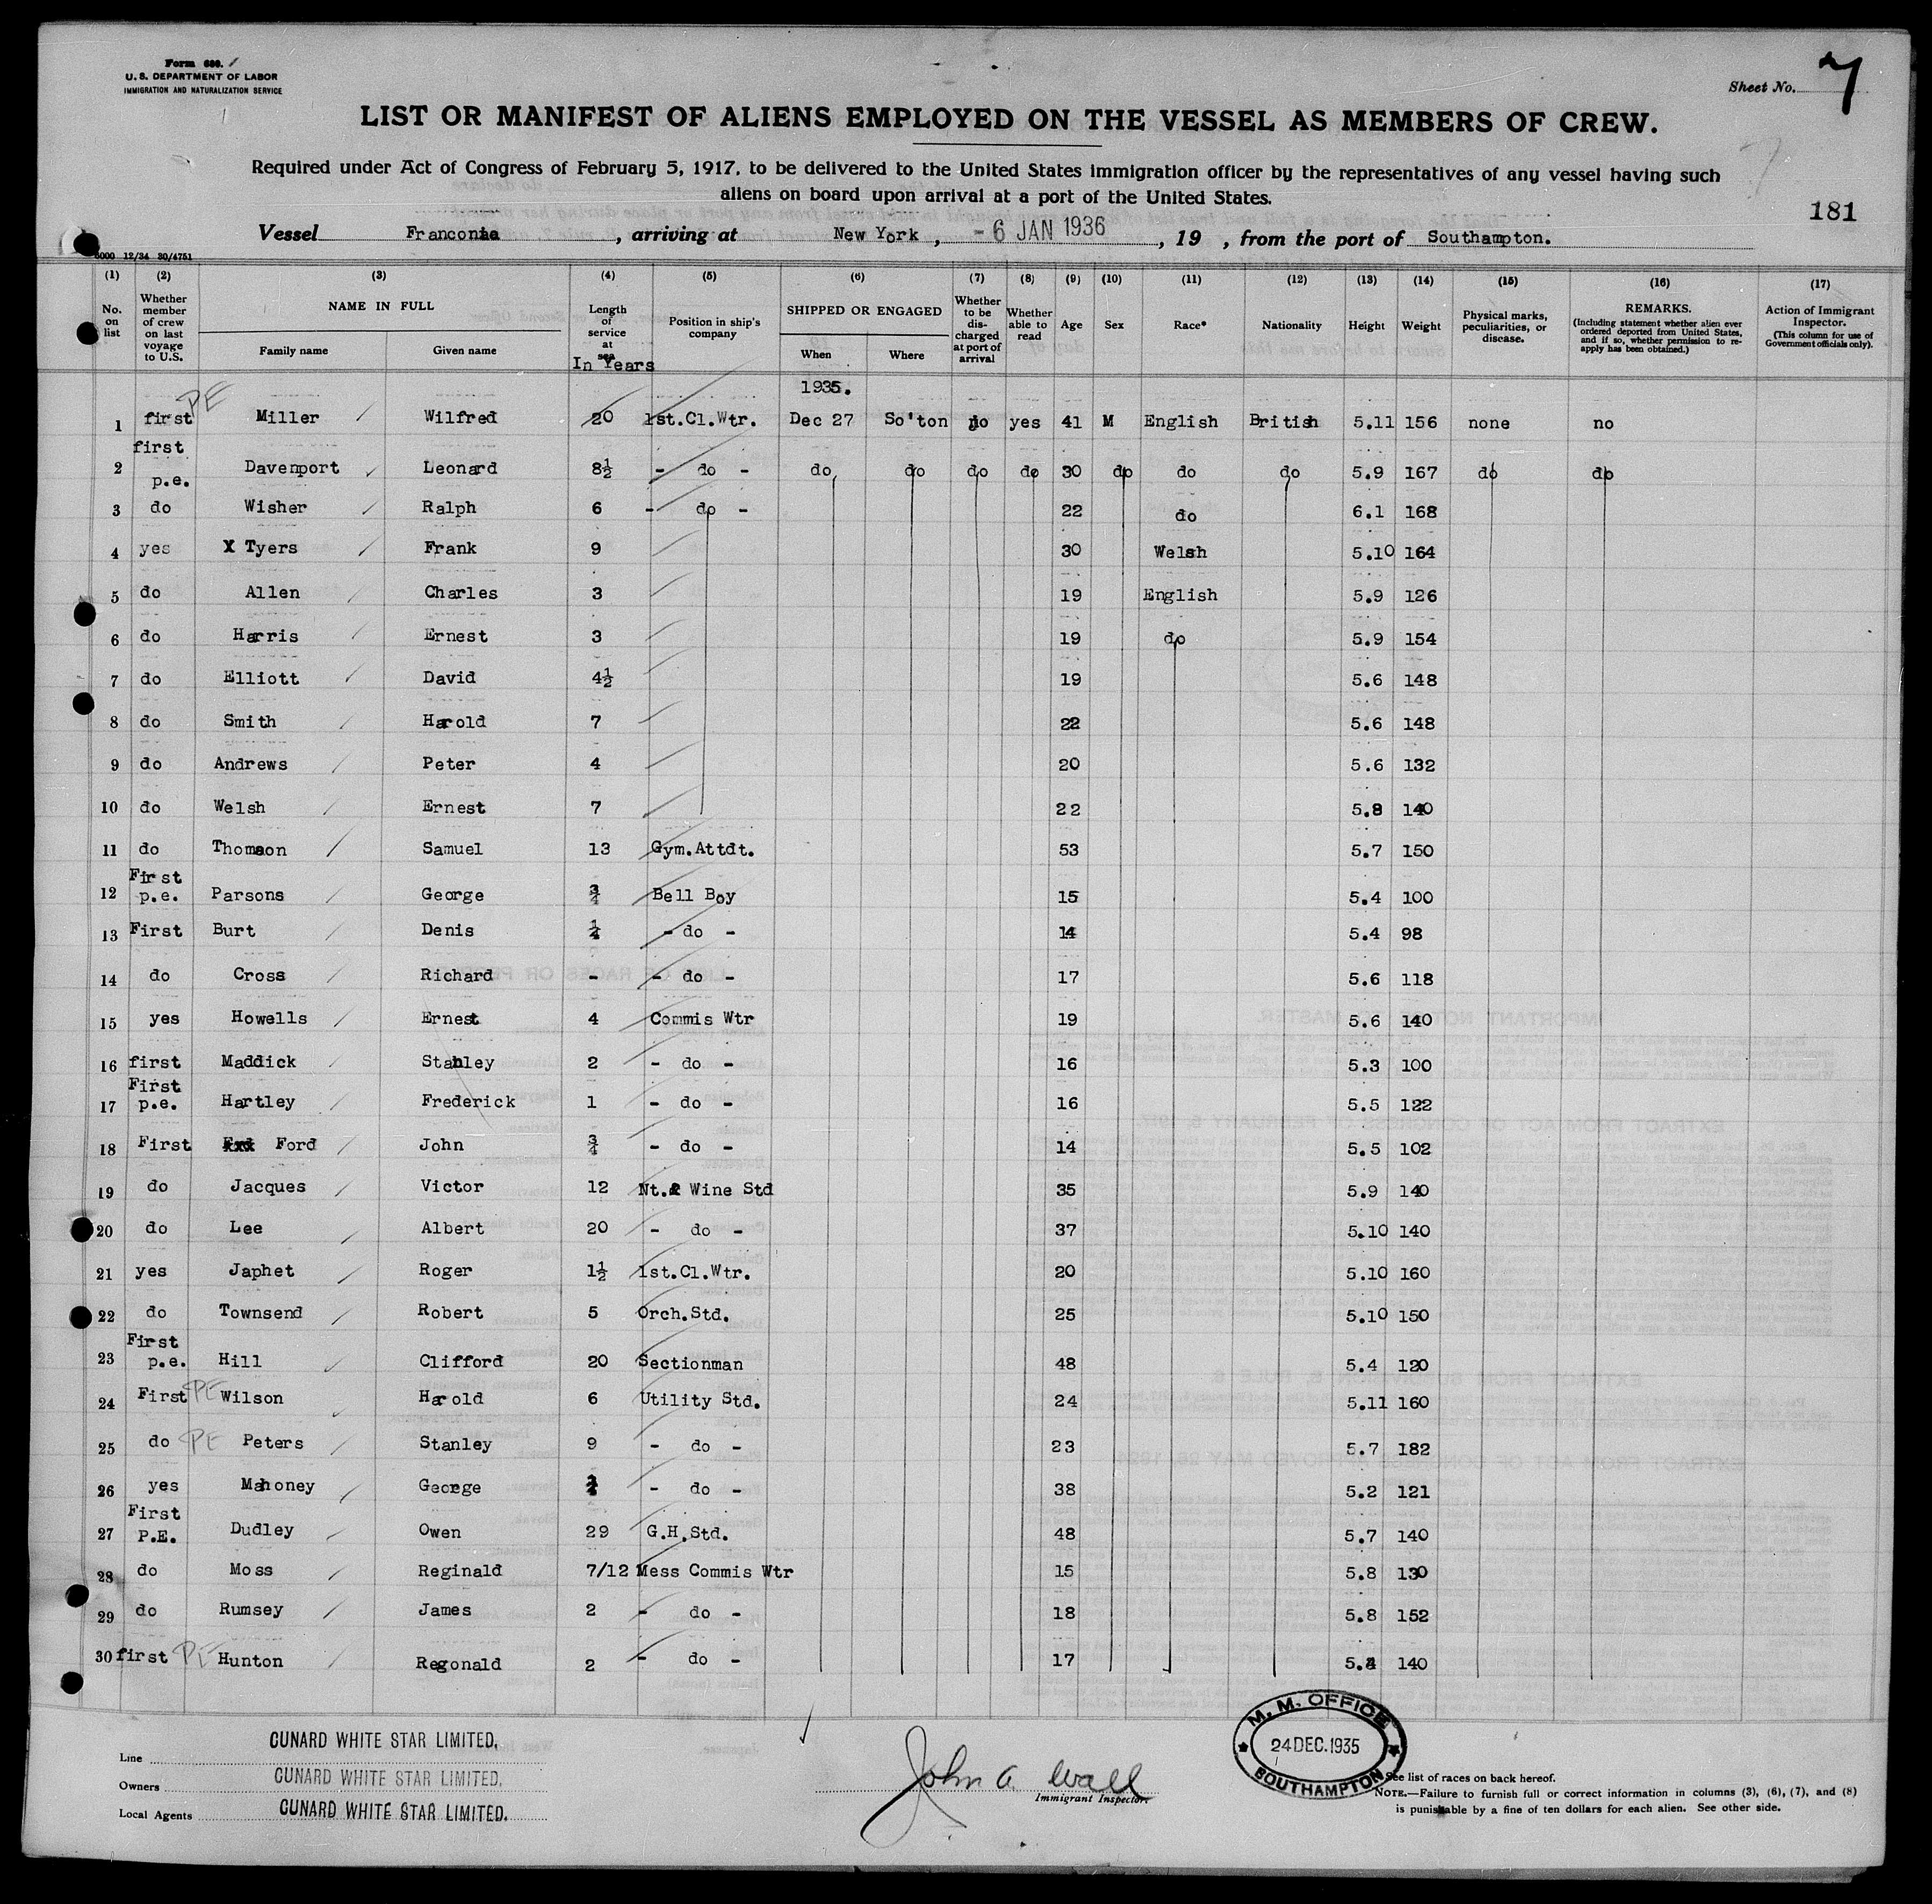 Form 680.
U. S. DEPARTMENT OF LABOR
IMMIGRATION AND NATURALIZATION SERVICE
Sheet No. 7
LIST OR MANIFEST OF ALIENS EMPLOYED ON THE VESSEL AS MEMBERS OF CREW.
Required under Act of Congress of February 5, 1917, to be delivered to the United States immigration officer by the representatives of any vessel having such
aliens on board upon arrival at a port of the United States.
181
Vessel Franconia, arriving at New York, -6 JAN 1936, 19 , from the port of Southampton.
5000 12/34 30/4751
(1) (2) (3) (4) (5) (6) (7) (8) (9) (10) (11) (12) (13) (14) (15) (16) (17)
No. on list
Whether member of crew on last voyage to U.S.
NAME IN FULL
Family name
Given name
Length of service at sea
In Years
Position in ship's company
SHIPPED OR ENGAGED
When
Where
Whether to be discharged at port of arrival
Whether able to read
Age
Sex
Race*
Nationality
Height
Weight
Physical marks, peculiarities, or disease.
REMARKS.
(Including statement whether alien ever ordered deported from United States, and if so, whether permission to reapply has been obtained.)
Action of Immigrant Inspector.
(This column for use of Government officials only).
1935.
1 first PE Miller Wilfred 20 1st.Cl.Wtr. Dec 27 So'ton no yes 41 M English British 5.11 156 none no
2 first p.e. Davenport Leonard 8½ - do - do do do do 30 do do do 5.9 167 do do
3 do Wisher Ralph 6 - do - 22 do 6.1 168
4 yes X Tyers Frank 9 30 Welsh 5.10 164
5 do Allen Charles 3 19 English 5.9 126
6 do Harris Ernest 3 19 do 5.9 154
7 do Elliott David 4½ 19 5.6 148
8 do Smith Harold 7 22 5.6 148
9 do Andrews Peter 4 20 5.6 132
10 do Welsh Ernest 7 22 5.8 140
11 do Thomson Samuel 13 Gym.Attdt. 53 5.7 150
12 First p.e. Parsons George ¾ Bell Boy 15 5.4 100
13 First Burt Denis Denis ¼ - do - 14 5.4 98
14 do Cross Richard - - do - 17 5.6 118
15 yes Howells Ernest 4 Commis Wtr 19 5.6 140
16 first Maddick Stanley 2 - do - 16 5.3 100
17 First p.e. Hartley Frederick 1 - do - 16 5.5 122
18 First Ford John ¾ - do - 14 5.5 102
19 do Jacques Victor 12 Nt.& Wine Std 35 5.9 140
20 do Lee Albert 20 - do - 37 5.10 140
21 yes Japhet Roger 1½ 1st.Cl.Wtr. 20 5.10 160
22 do Townsend Robert 5 Orch.Std. 25 5.10 150
23 First p.e. Hill Clifford 20 Sectionman 48 5.4 120
24 First PE Wilson Harold 6 Utility Std. 24 5.11 160
25 do PE Peters Stanley 9 - do - 23 5.7 182
26 yes Mahoney George - do - 38 5.2 121
27 First P.E. Dudley Owen 29 G.H.Std. 48 5.7 140
28 do Moss Reginald 7/12 Mess Commis Wtr 15 5.8 130
29 do Rumsey James 2 - do - 18 5.8 152
30 first PE Hunton Regonald 2 - do - 17 140
Line CUNARD WHITE STAR LIMITED,
Owners CUNARD WHITE STAR LIMITED,
Local Agents CUNARD WHITE STAR LIMITED.
John A Wall
Immigrant Inspector.
M. M. OFFICE
24 DEC.1935
SOUTHAMPTON
See list of races on back hereof.
NOTE.—Failure to furnish full or correct information in columns (3), (6), (7), and (8)
is punishable by a fine of ten dollars for each alien. See other side.